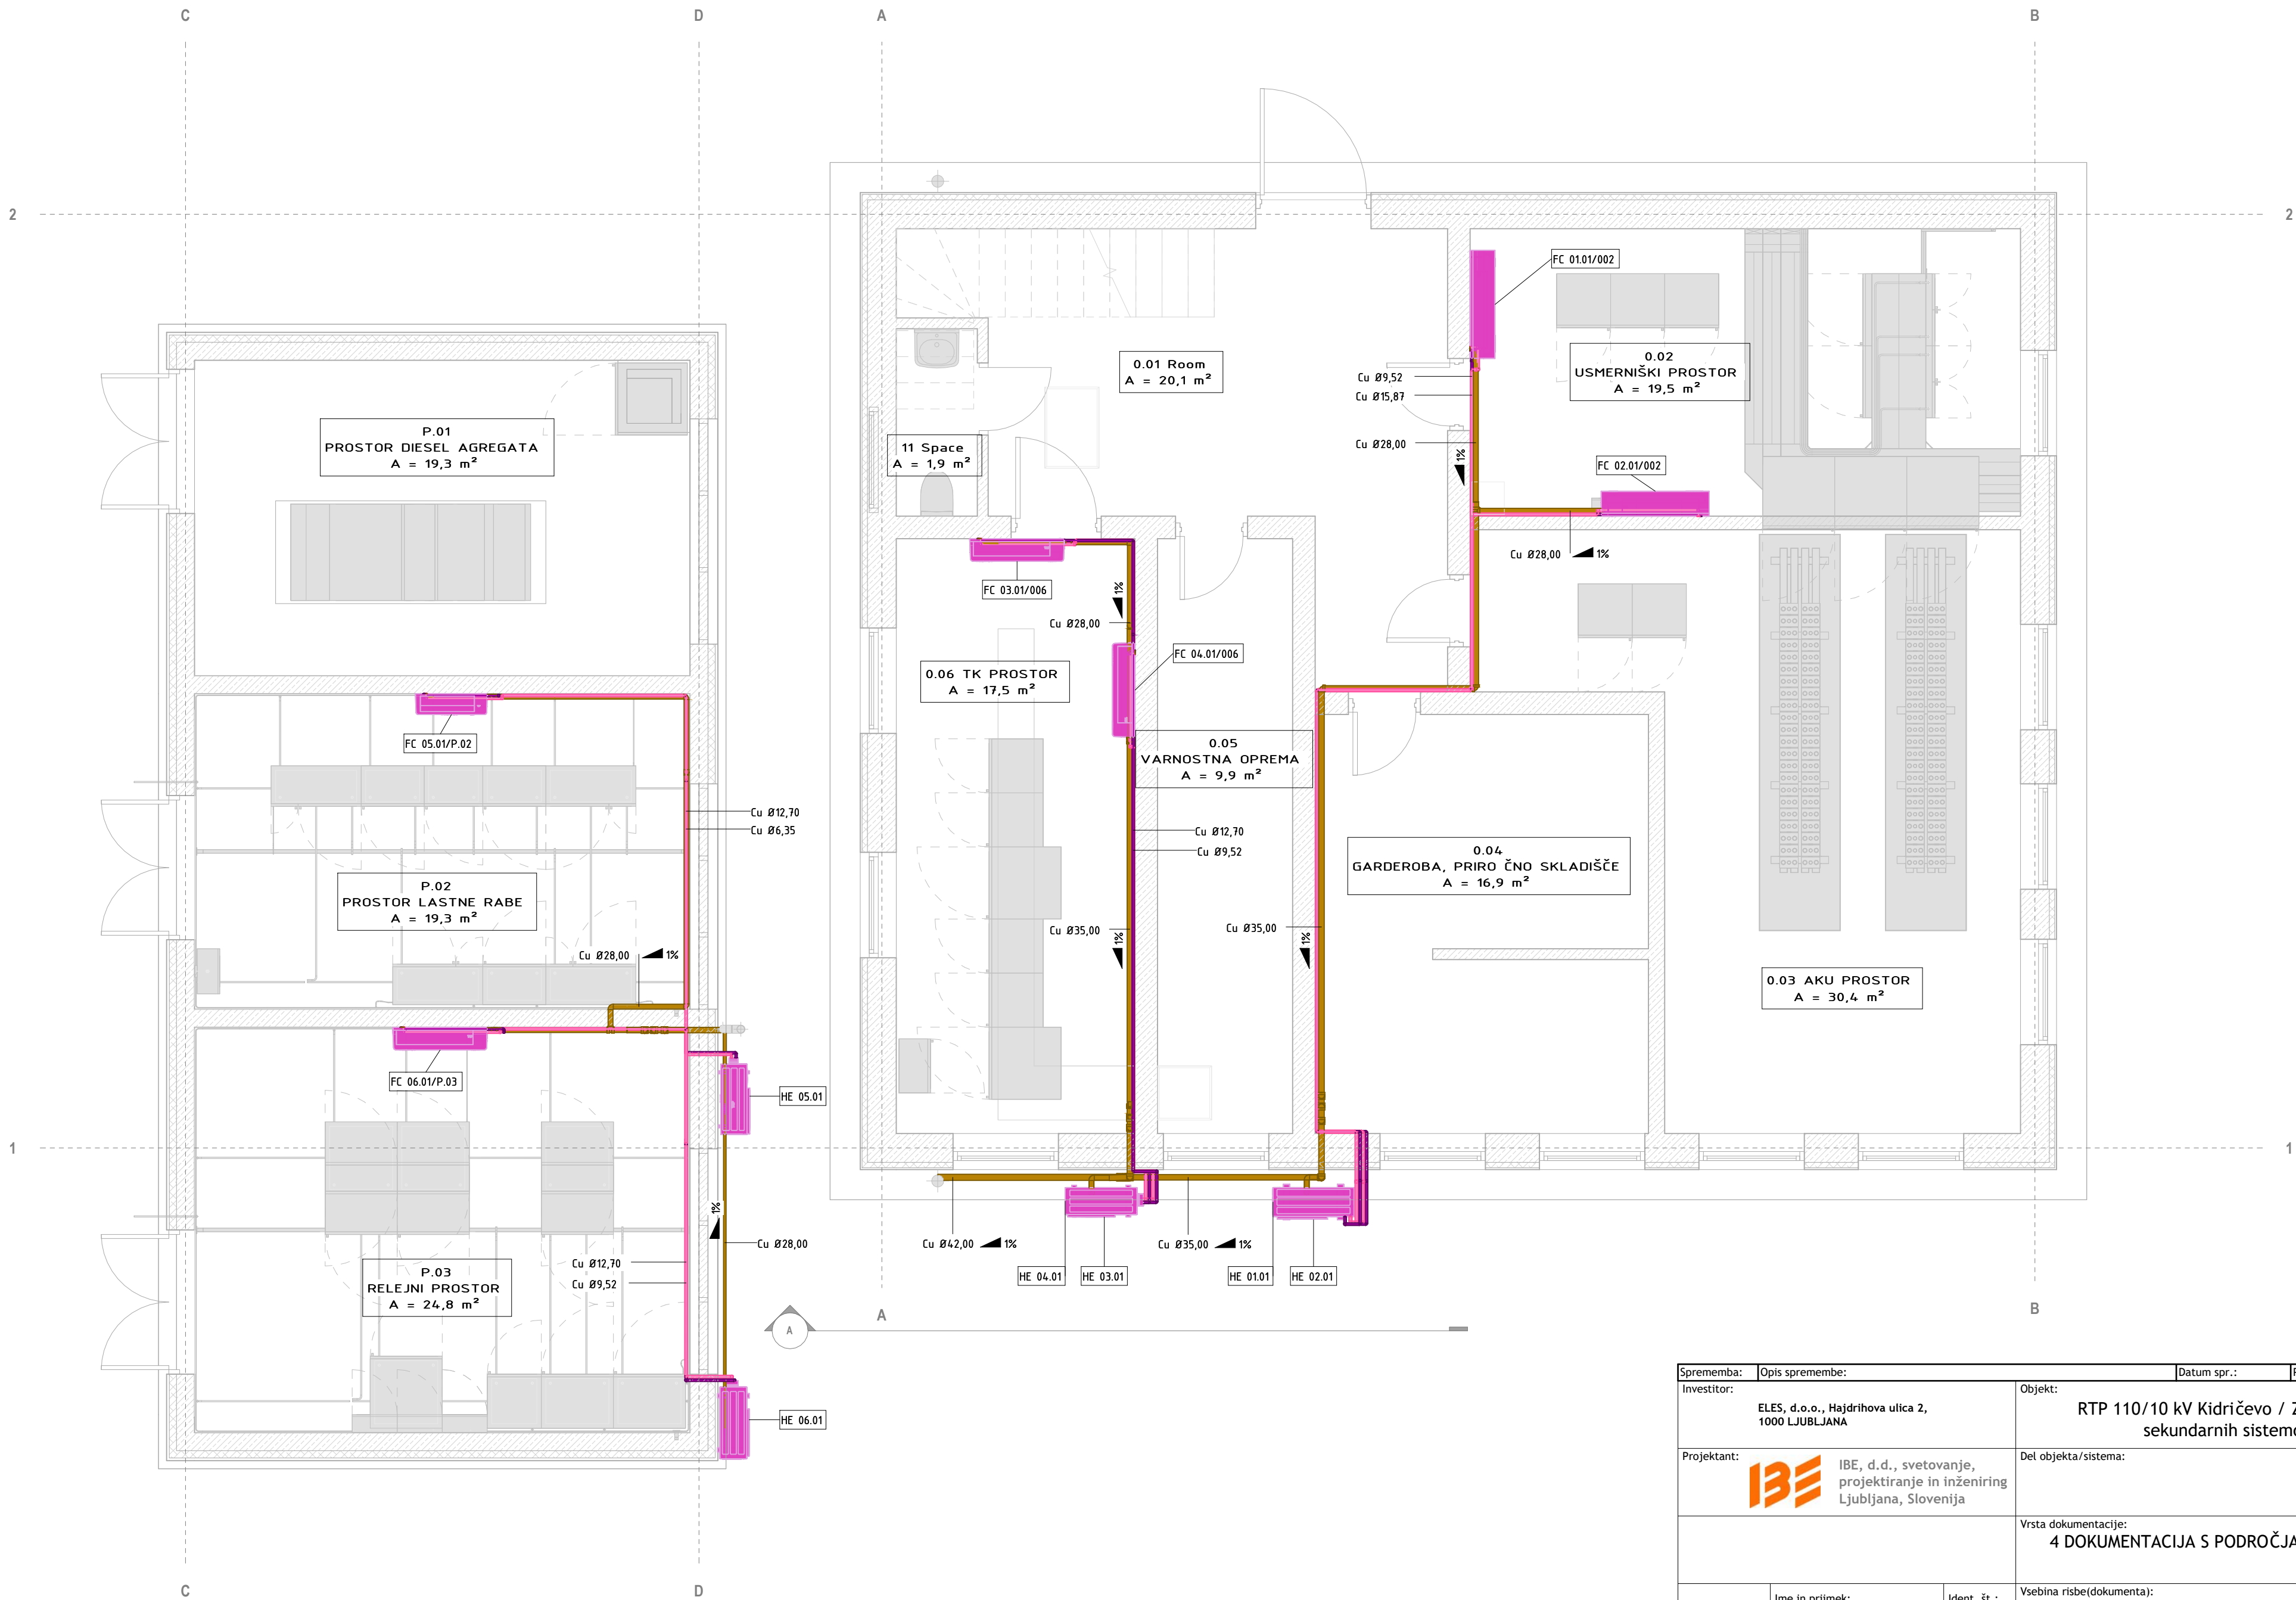 C
D
A
B
2
2
FC 01.01/002
0.01 Room
A = 20,1 m²
0.02
USMERNIŠKI PROSTOR
A = 19,5 m²
Cu Ø9,52
Cu Ø15,87
Cu Ø28,00
1%
P.01
PROSTOR DIESEL AGREGATA
A = 19,3 m²
11 Space
A = 1,9 m²
FC 02.01/002
Cu Ø28,00
1%
FC 03.01/006
1%
Cu Ø28,00
FC 04.01/006
0.06 TK PROSTOR
A = 17,5 m²
FC 05.01/P.02
0.05
VARNOSTNA OPREMA
A = 9,9 m²
Cu Ø12,70
Cu Ø6,35
Cu Ø12,70
Cu Ø9,52
0.04
GARDEROBA, PRIRO ČNO SKLADIŠČE
A = 16,9 m²
P.02
PROSTOR LASTNE RABE
A = 19,3 m²
Cu Ø35,00
1%
Cu Ø35,00
1%
Cu Ø28,00
1%
0.03 AKU PROSTOR
A = 30,4 m²
FC 06.01/P.03
HE 05.01
1
1
1%
Cu Ø28,00
Cu Ø42,00
1%
Cu Ø35,00
1%
Cu Ø12,70
Cu Ø9,52
P.03
RELEJNI PROSTOR
A = 24,8 m²
HE 04.01
HE 03.01
HE 01.01
HE 02.01
A
A
B
HE 06.01
Sprememba:
Opis spremembe:
Datum spr.:
Investitor:
ELES, d.o.o., Hajdrihova ulica 2,
1000 LJUBLJANA
Objekt:
RTP 110/10 kV Kidričevo / Z
sekundarnih sistemo
Projektant:
IBE
IBE, d.d., svetovanje,
projektiranje in inženiring
Ljubljana, Slovenija
Del objekta/sistema:
Vrsta dokumentacije:
4 DOKUMENTACIJA S PODROČJA
Ime in priimek:
Ident. št.:
Vsebina risbe(dokumenta):
C
D